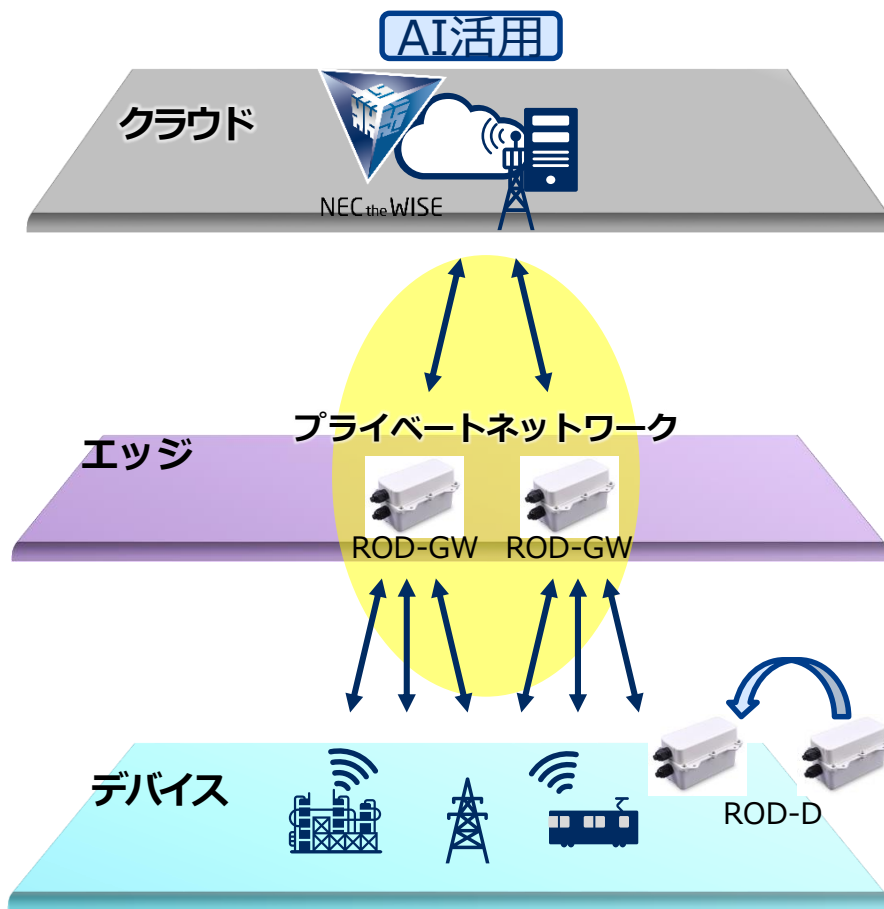 AI活用
クラウド
NEC the WISE
プライベートネットワーク
エッジ
ROD-GW ROD-GW
デバイス
ROD-D